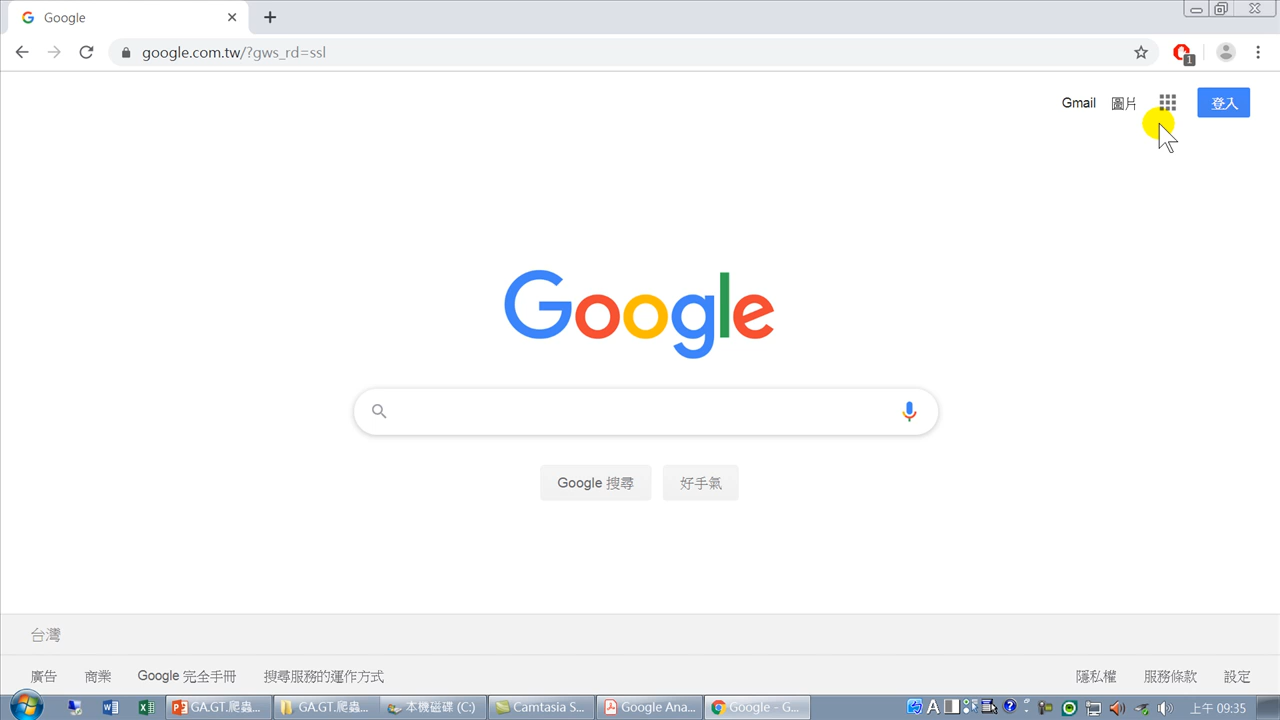 Google
google.com.tw/?gws_rd=ssl
1
Gmail 圖片 登入
Google
Google 搜尋 好手氣
台灣
廣告 商業 Google 完全手冊 搜尋服務的運作方式 隱私權 服務條款 設定
GA.GT.爬蟲... GA.GT.爬蟲... 本機磁碟 (C:) Camtasia S... Google Ana... Google - G... A 上午 09:35